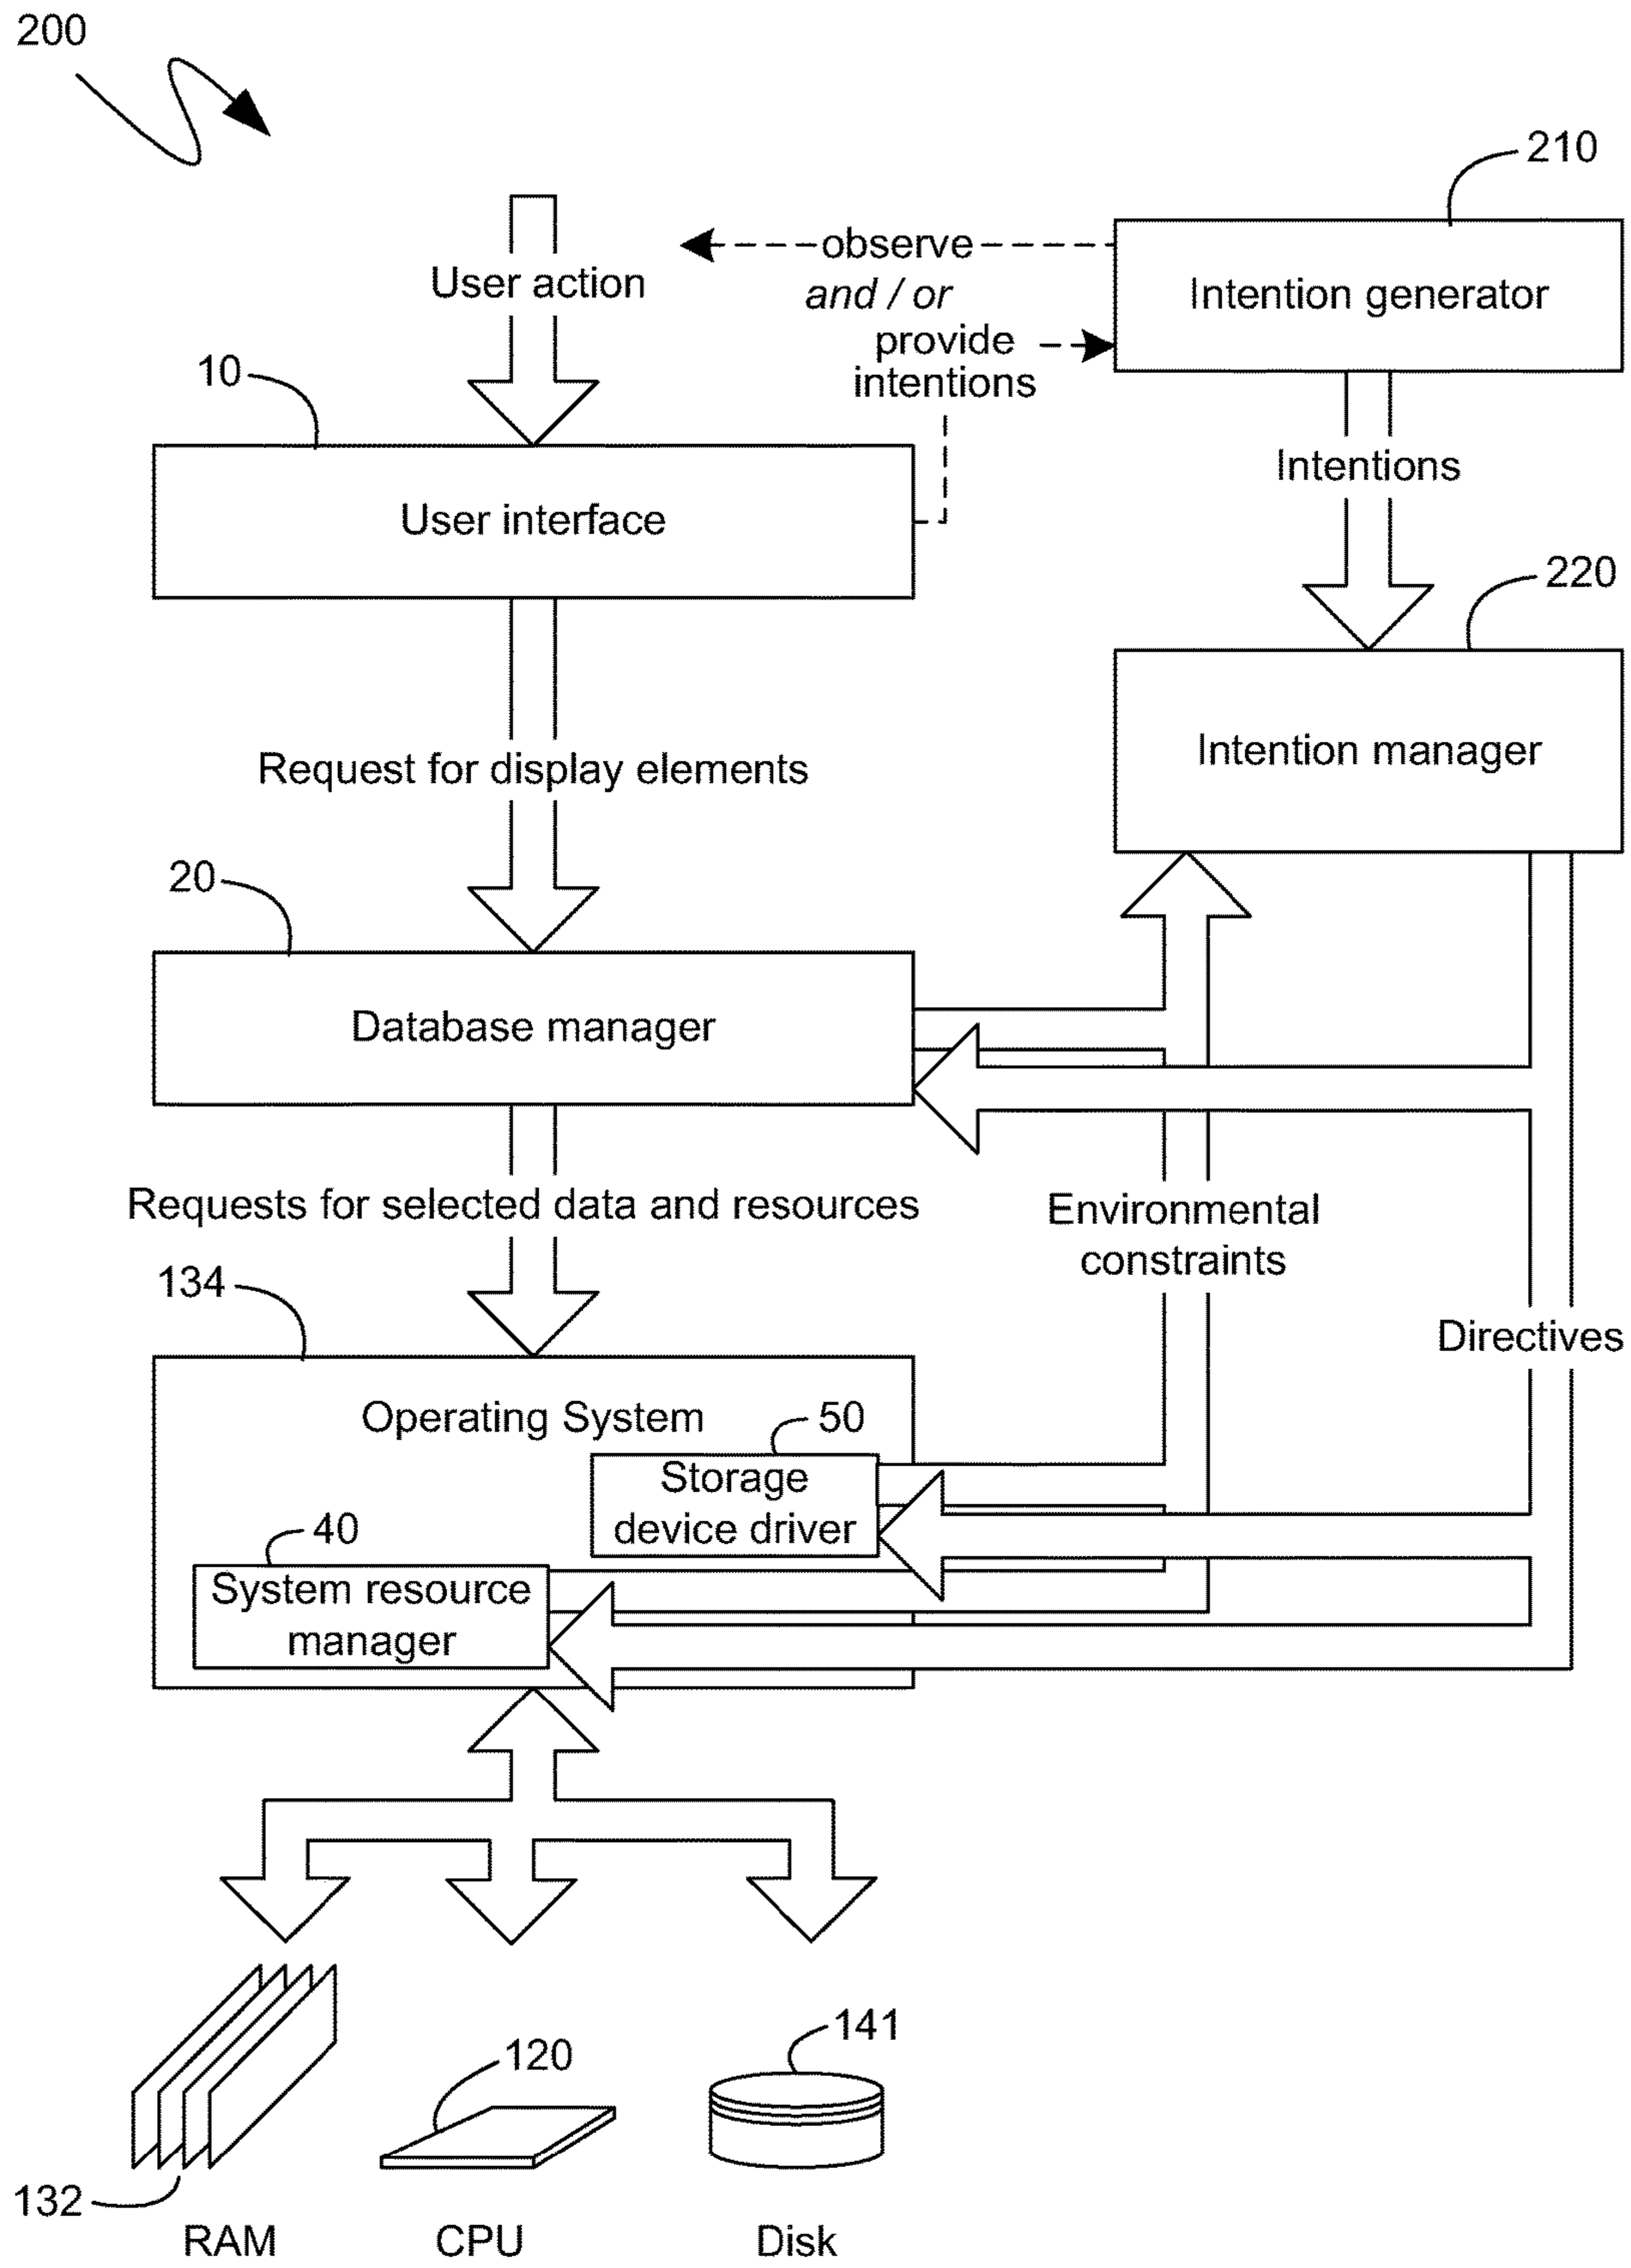 200
210
observe
and / or
provide
intentions
Intention generator
User action
10
User interface
Intentions
220
Intention manager
Request for display elements
20
Database manager
Requests for selected data and resources
Environmental
constraints
134
Directives
Operating System
50
Storage
device driver
40
System resource
manager
141
120
132
RAM
CPU
Disk